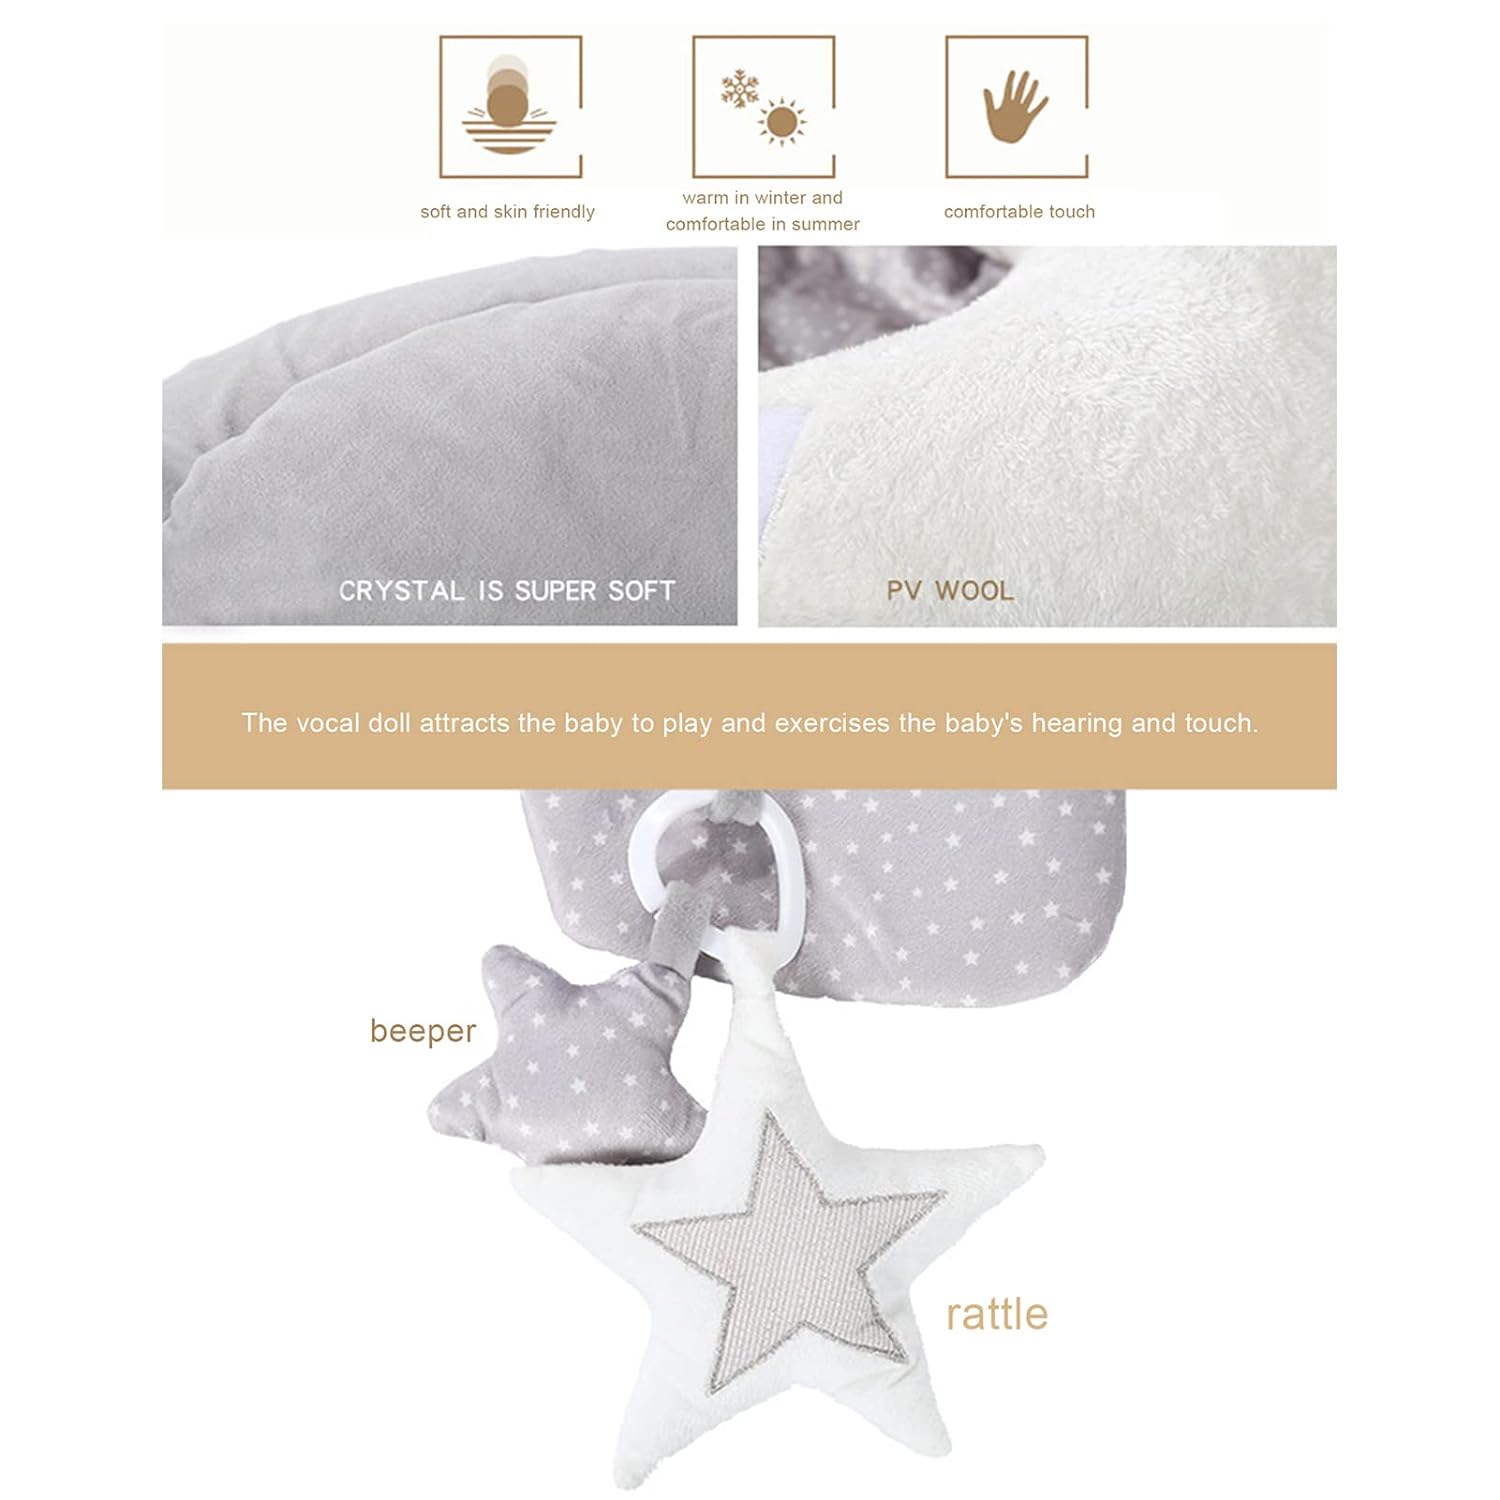 soft and skin friendly
warm in winter and
comfortable in summer
comfortable touch
CRYSTAL IS SUPER SOFT
PV WOOL
The vocal doll attracts the baby to play and exercises the baby's hearing and touch.
beeper
rattle